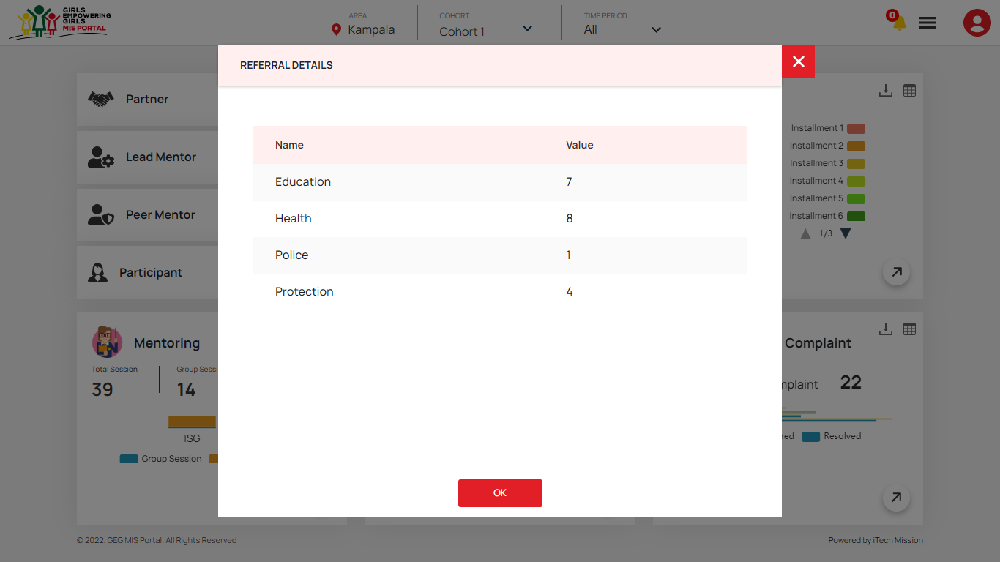 GIRLS
EMPOWERING
GIRLS
MIS PORTAL
AREA
Kampala
COHORT
Cohort 1
TIME PERIOD
All
0
REFERRAL DETAILS
Partner
Lead Mentor
Peer Mentor
Participant
Name Value
Education 7
Health 8
Police 1
Protection 4
Installment 1
Installment 2
Installment 3
Installment 4
Installment 5
Installment 6
1/3
Mentoring
Total Session
39
Group Sessi
14
ISG
Group Session
Complaint
mplaint 22
red Resolved
OK
© 2022. GEG MIS Portal. All Rights Reserved
Powered by iTech Mission